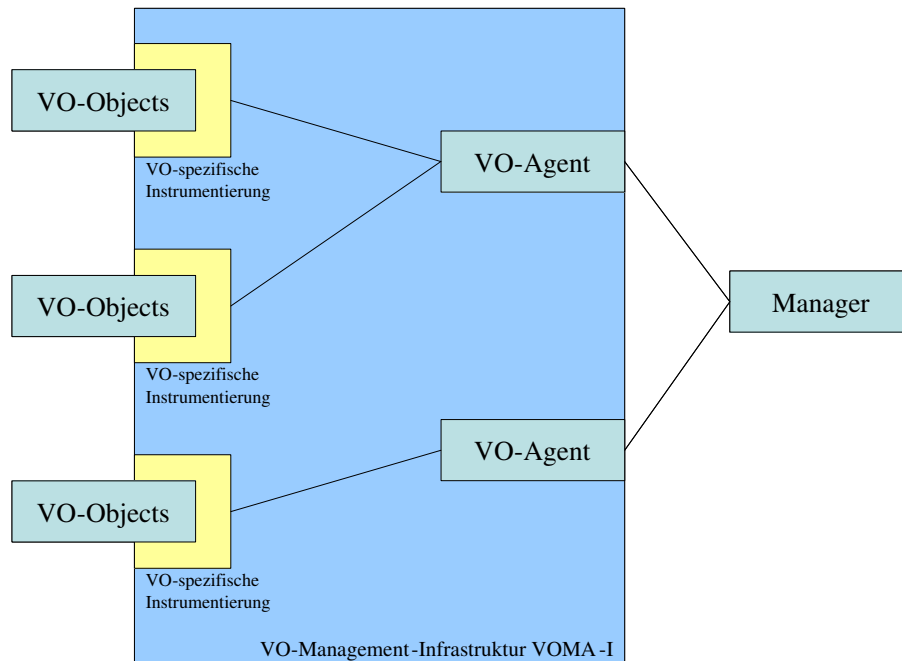 VO-Objects
VO-spezifische
Instrumentierung
VO-Agent
VO-Objects
Manager
VO-spezifische
Instrumentierung
VO-Agent
VO-Objects
VO-spezifische
Instrumentierung
VO-Management-Infrastruktur VOMA-I